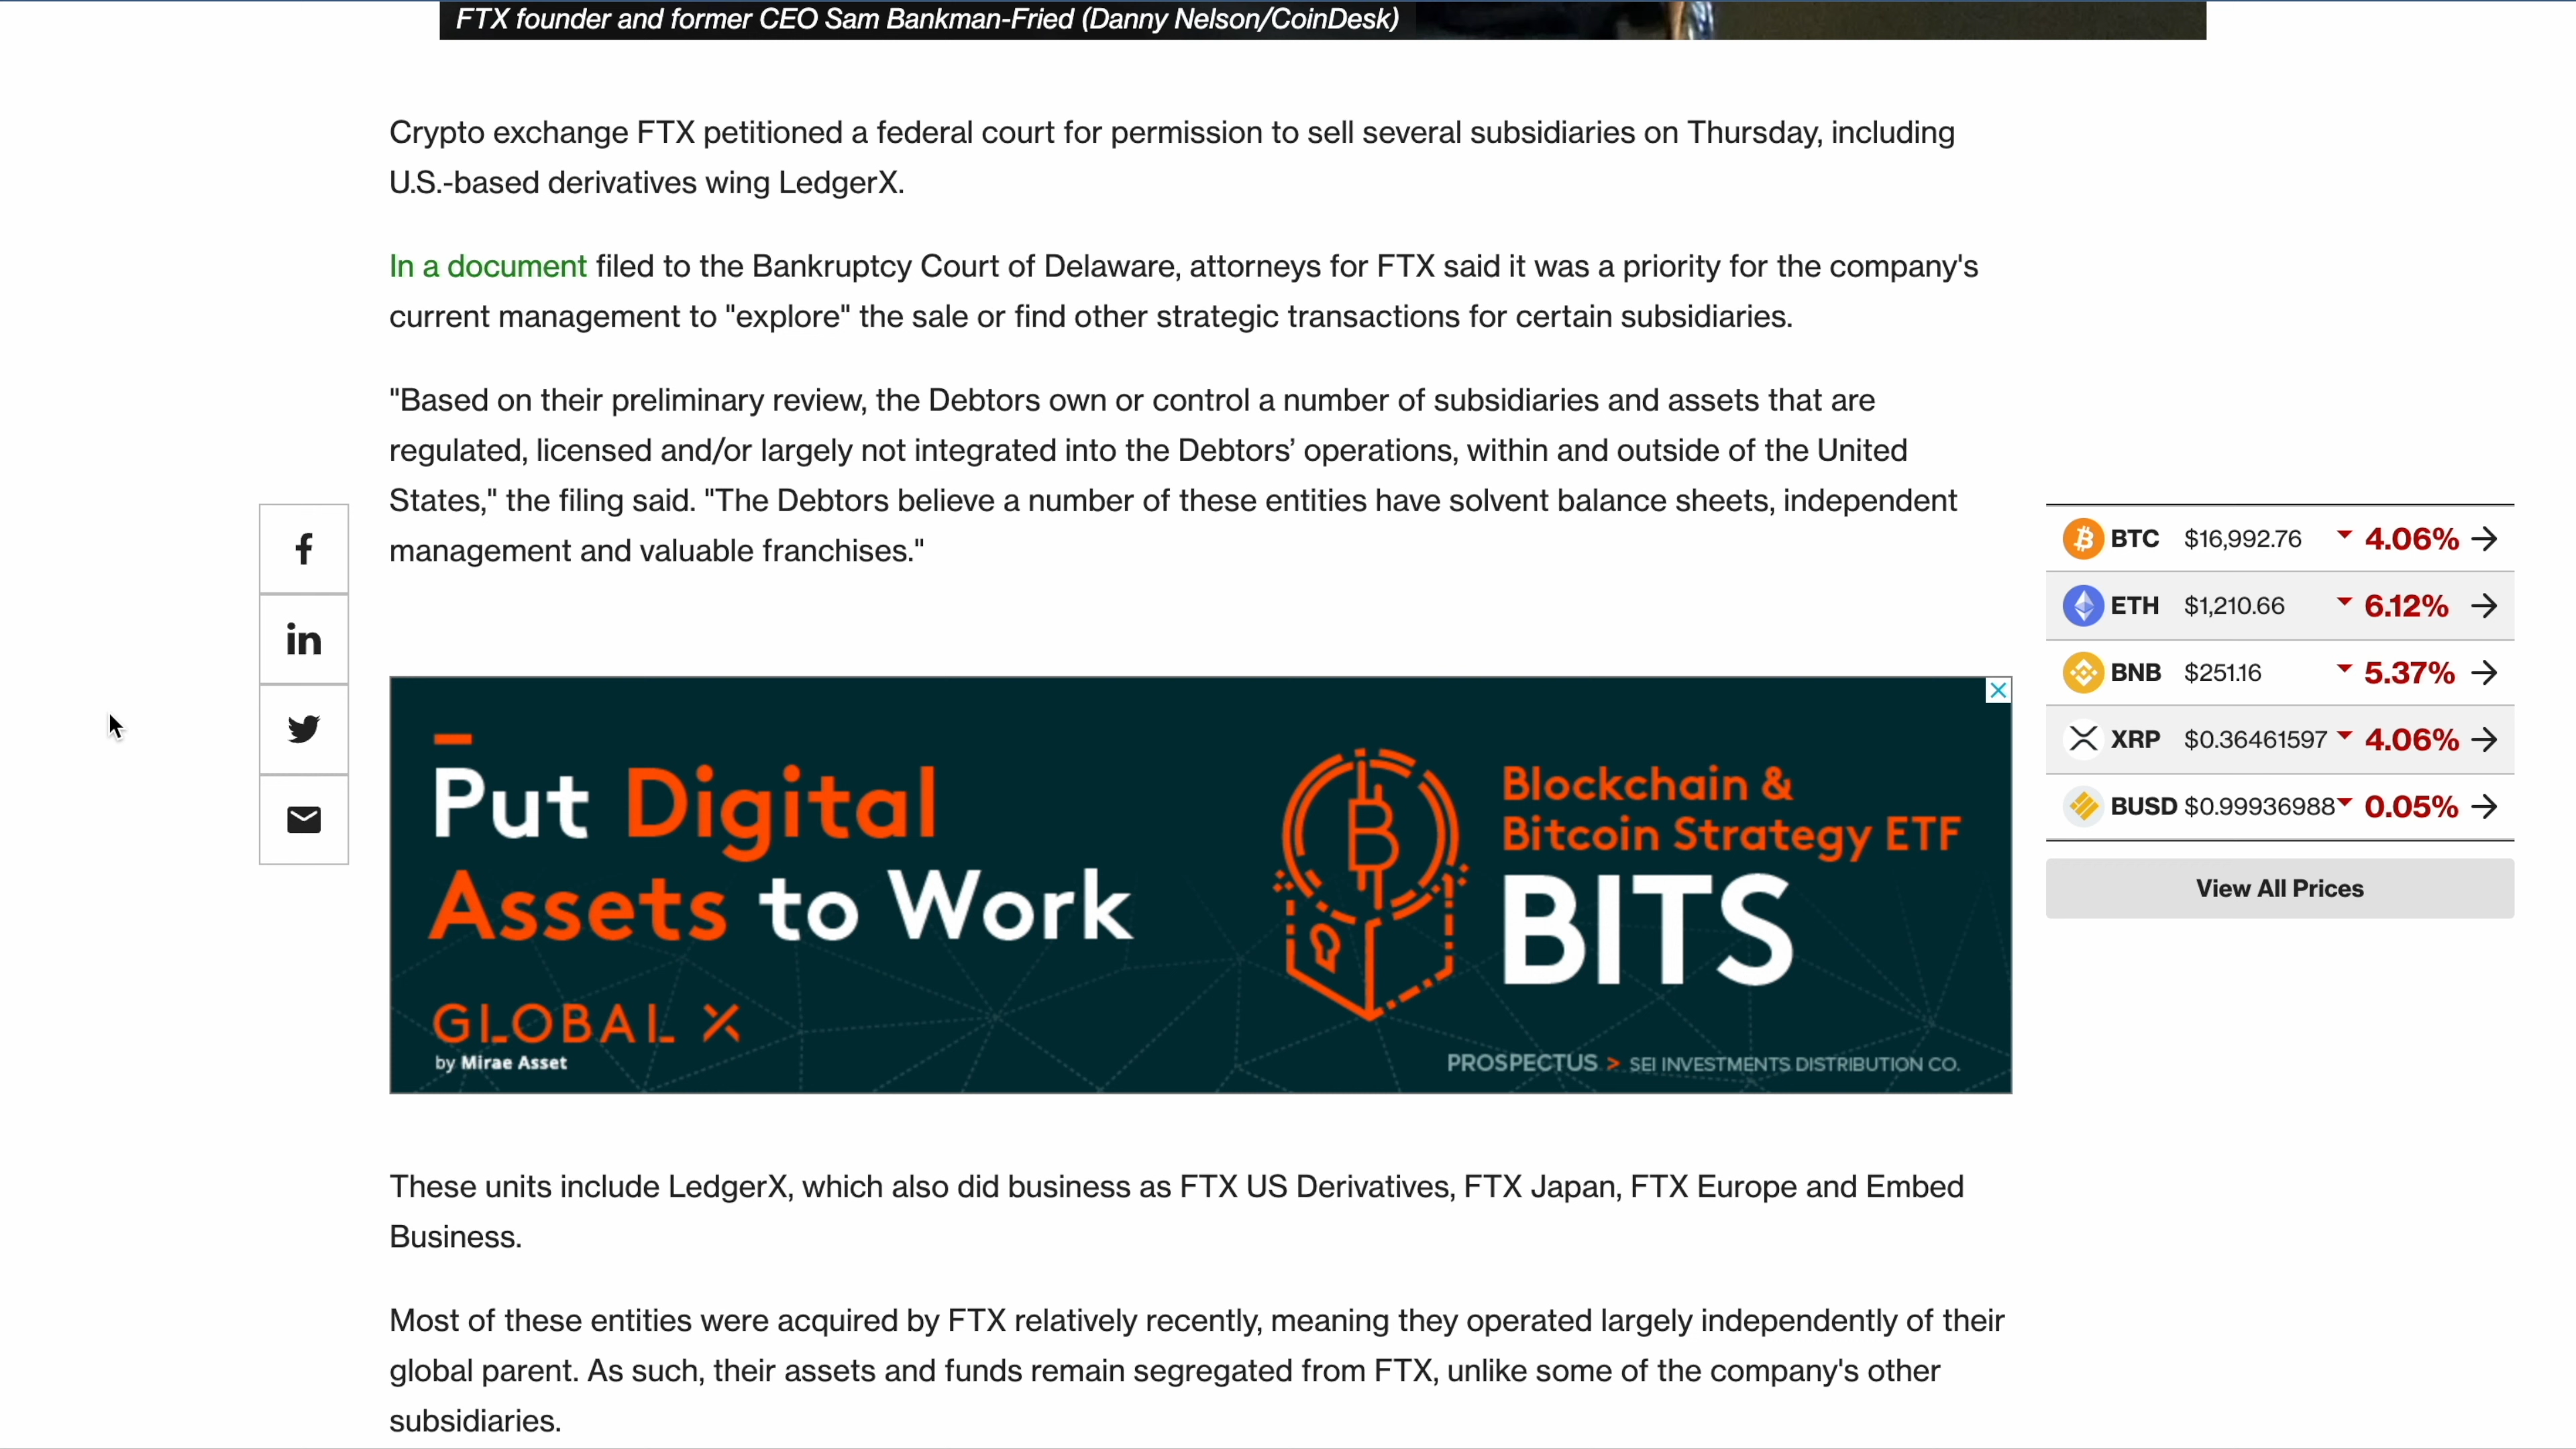 FTX founder and former CEO Sam Bankman-Fried (Danny Nelson/CoinDesk)
Crypto exchange FTX petitioned a federal court for permission to sell several subsidiaries on Thursday, including
U.S.-based derivatives wing LedgerX.
In a document filed to the Bankruptcy Court of Delaware, attorneys for FTX said it was a priority for the company's
current management to "explore" the sale or find other strategic transactions for certain subsidiaries.
"Based on their preliminary review, the Debtors own or control a number of subsidiaries and assets that are
regulated, licensed and/or largely not integrated into the Debtors’ operations, within and outside of the United
States," the filing said. "The Debtors believe a number of these entities have solvent balance sheets, independent
management and valuable franchises."
BTC $16,992.76 4.06%
ETH $1,210.66 6.12%
BNB $251.16 5.37%
XRP $0.36461597 4.06%
BUSD $0.99936988 0.05%
View All Prices
Put Digital
Assets to Work
GLOBAL X
by Mirae Asset
Blockchain &
Bitcoin Strategy ETF
BITS
PROSPECTUS > SEI INVESTMENTS DISTRIBUTION CO.
These units include LedgerX, which also did business as FTX US Derivatives, FTX Japan, FTX Europe and Embed
Business.
Most of these entities were acquired by FTX relatively recently, meaning they operated largely independently of their
global parent. As such, their assets and funds remain segregated from FTX, unlike some of the company's other
subsidiaries.